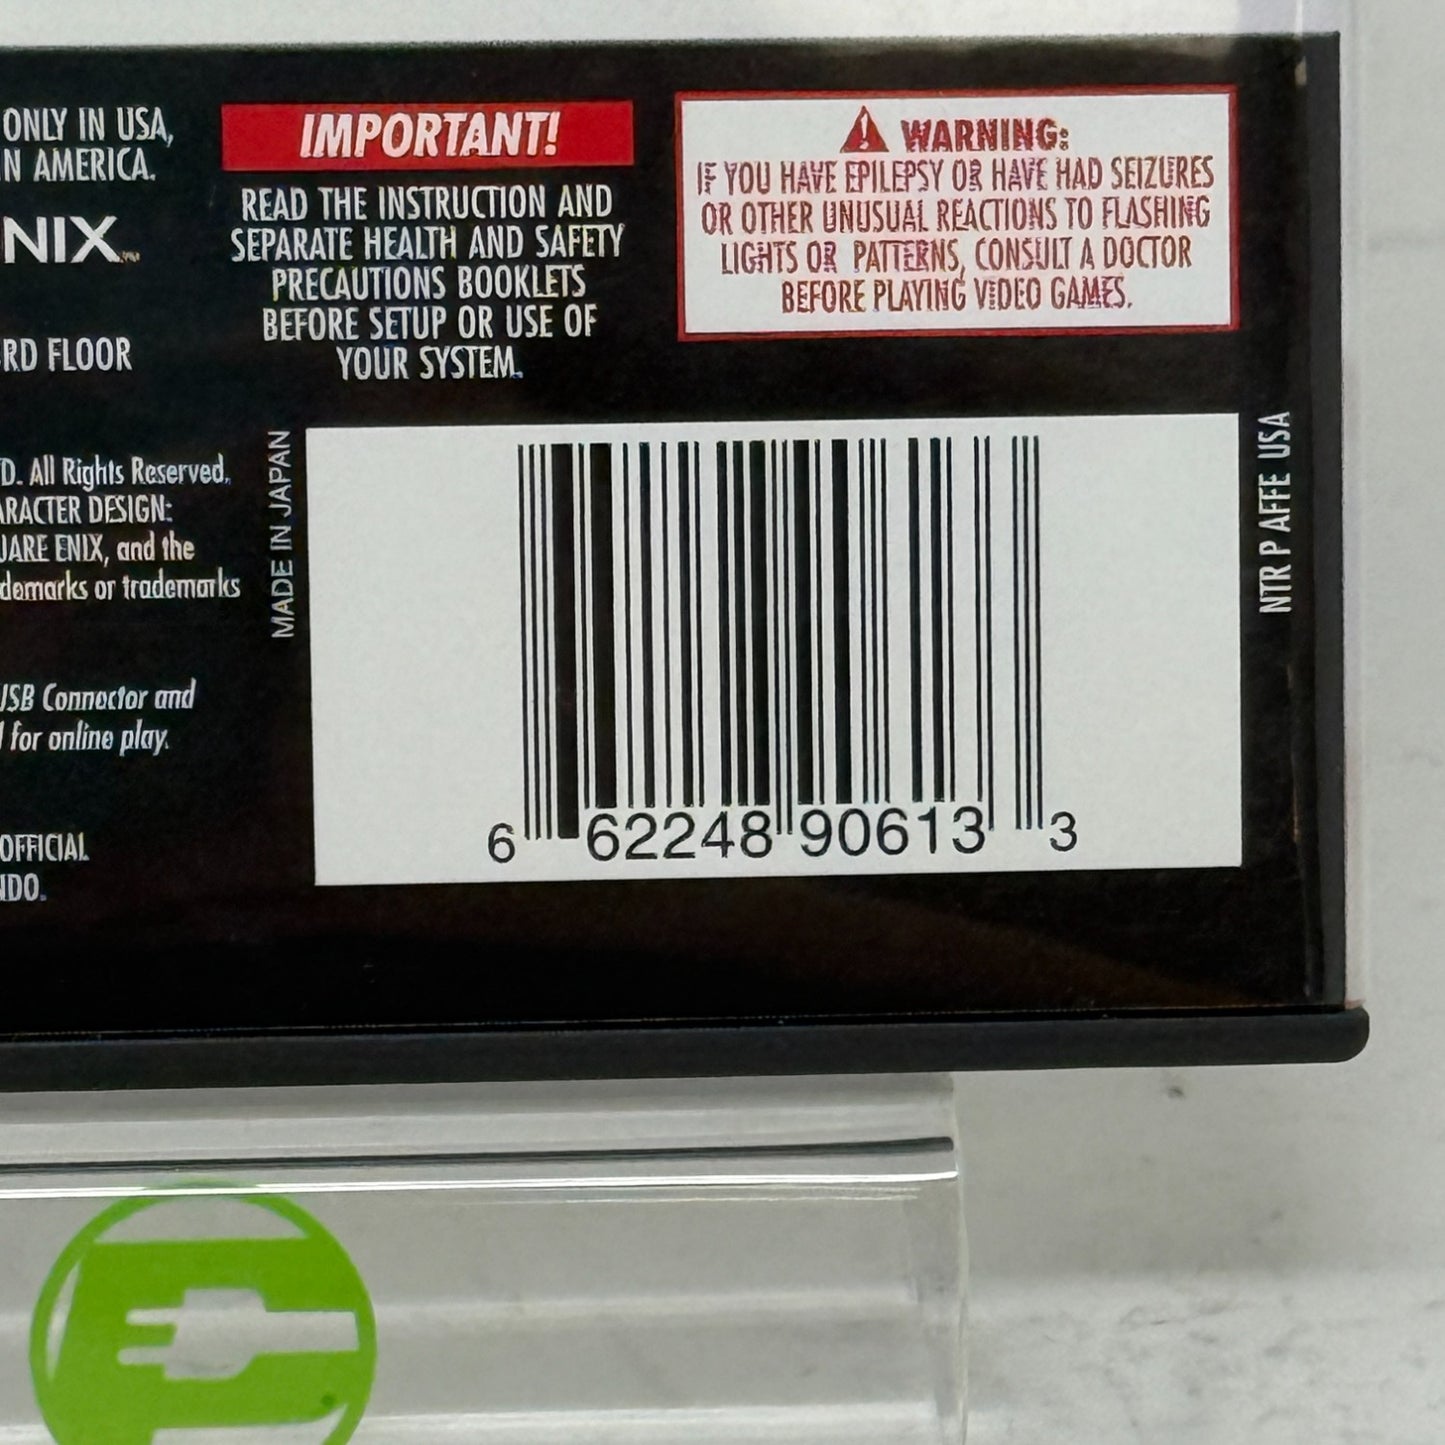 ONLY IN USA,
AMERICA.
NIX™
RD FLOOR
D. All Rights Reserved.
ARACTER DESIGN:
UARE ENIX, and the
demarks or trademarks
USB Connector and
for online play.
OFFICIAL
NDO.
IMPORTANT!
READ THE INSTRUCTION AND
SEPARATE HEALTH AND SAFETY
PRECAUTIONS BOOKLETS
BEFORE SETUP OR USE OF
YOUR SYSTEM.
WARNING:
IF YOU HAVE EPILEPSY OR HAVE HAD SEIZURES
OR OTHER UNUSUAL REACTIONS TO FLASHING
LIGHTS OR PATTERNS, CONSULT A DOCTOR
BEFORE PLAYING VIDEO GAMES.
MADE IN JAPAN
6 62248 90613 3
NTR P AFFE USA